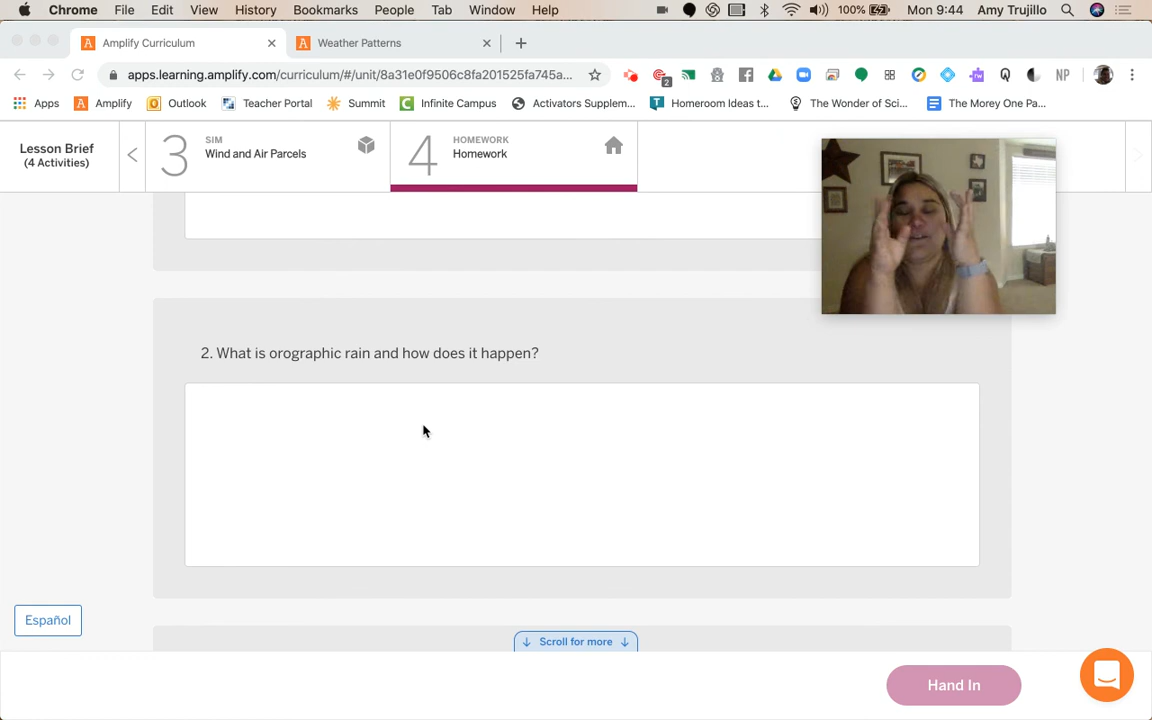 Chrome File Edit View History Bookmarks People Tab Window Help 100% Mon 9:44 Amy Trujillo
Amplify Curriculum Weather Patterns
apps.learning.amplify.com/curriculum/#/unit/8a31e0f9506c8fa201525fa745a... 2 rw Q NP
Apps Amplify Outlook Teacher Portal Summit Infinite Campus Activators Supplem... Homeroom Ideas t... The Wonder of Sci... The Morey One Pa...
Lesson Brief
(4 Activities)
3 SIM
Wind and Air Parcels
4 HOMEWORK
Homework
2. What is orographic rain and how does it happen?
Español
Scroll for more
Hand In